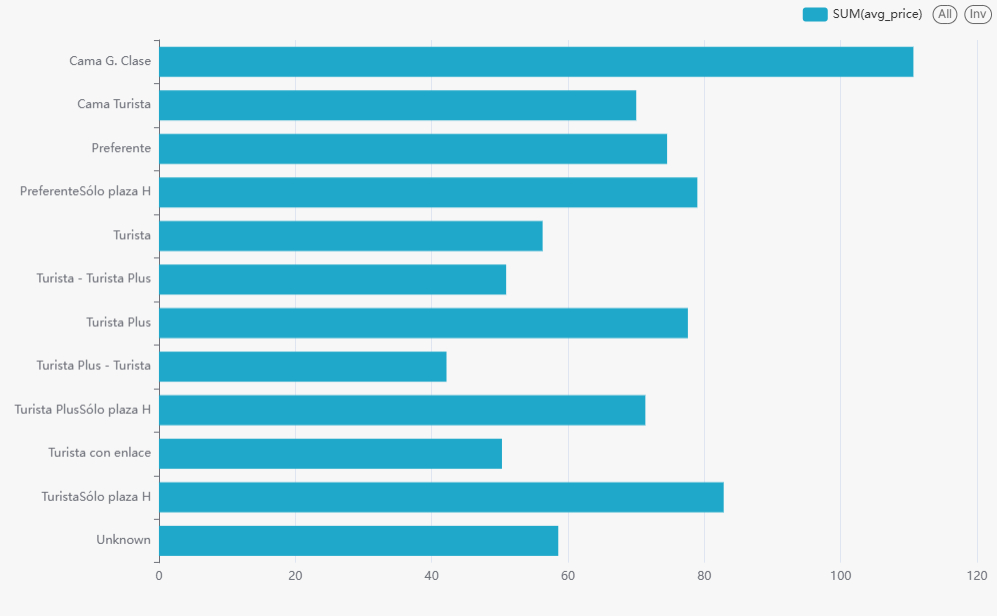 SUM(avg_price) All Inv
Cama G. Clase
Cama Turista
Preferente
PreferenteSólo plaza H
Turista
Turista - Turista Plus
Turista Plus
Turista Plus - Turista
Turista PlusSólo plaza H
Turista con enlace
TuristaSólo plaza H
Unknown
0 20 40 60 80 100 120